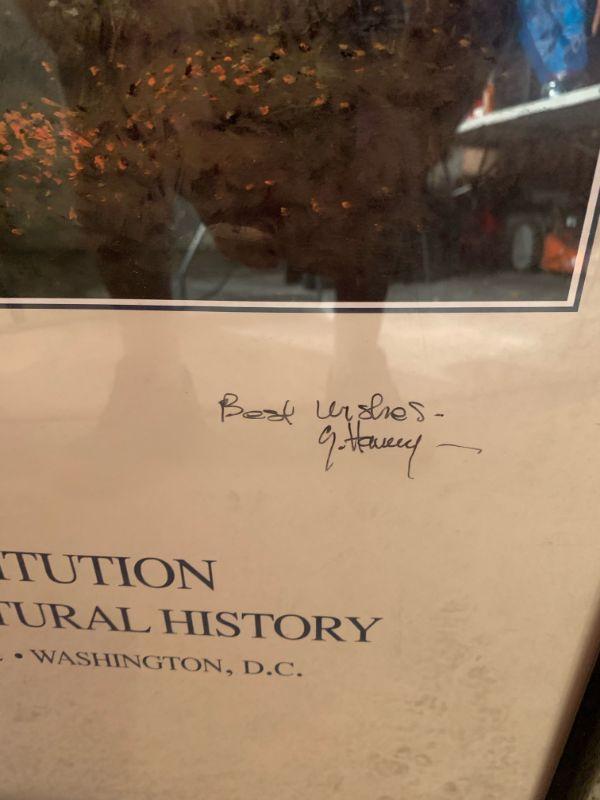 Best Wishes-
G. Harvey
ITUTION
TURAL HISTORY
. • WASHINGTON, D.C.